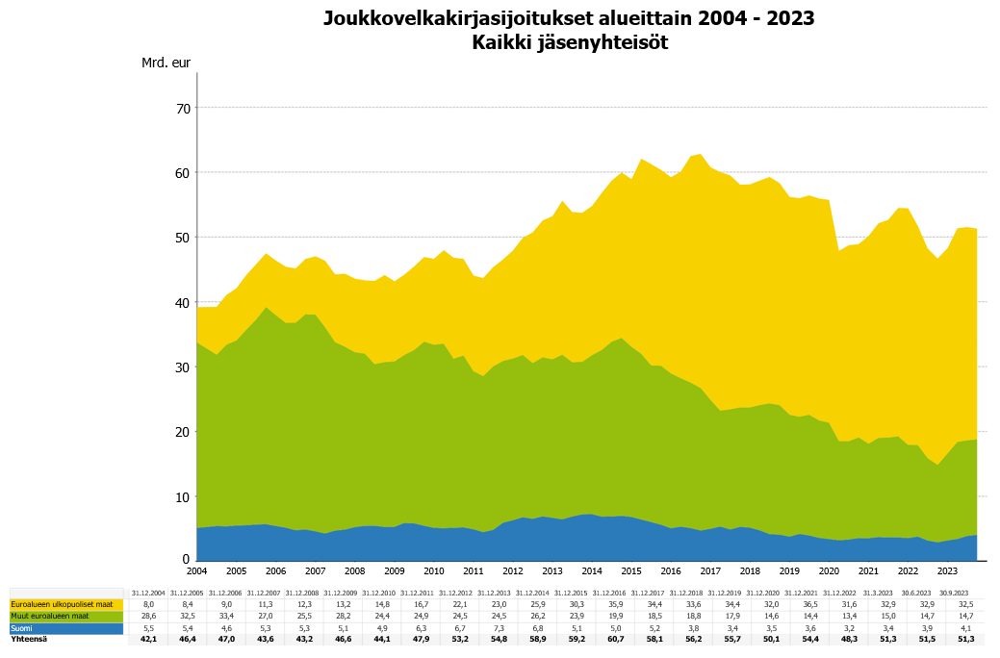 Joukkovelkakirjasijoitukset alueittain 2004 - 2023
Kaikki jäsenyhteisöt
Mrd. eur
70
60
50
40
30
20
10
0
2004 2005 2006 2007 2008 2009 2010 2011 2012 2013 2014 2015 2016 2017 2018 2019 2020 2021 2022 2023
31.12.2004 31.12.2005 31.12.2006 31.12.2007 31.12.2008 31.12.2009 31.12.2010 31.12.2011 31.12.2012 31.12.2013 31.12.2014 31.12.2015 31.12.2016 31.12.2017 31.12.2018 31.12.2019 31.12.2020 31.12.2021 31.12.2022 31.3.2023 30.6.2023 30.9.2023
Euroalueen ulkopuoliset maat 8,0 8,4 9,0 11,3 12,3 13,2 14,8 16,7 22,1 23,0 25,9 30,3 35,9 34,4 33,6 34,4 32,0 36,5 31,6 32,9 32,9 32,5
Muut euroalueen maat 28,6 32,5 33,4 27,0 25,5 28,2 24,4 24,9 24,5 24,5 26,2 23,9 19,9 18,5 18,8 17,9 14,6 14,4 13,4 15,0 14,7 14,7
Suomi 5,5 5,4 4,6 5,3 5,3 5,1 4,9 6,3 6,7 7,3 6,8 5,1 5,0 5,2 3,8 3,4 3,5 3,6 3,2 3,4 3,9 4,1
Yhteensä 42,1 46,4 47,0 43,6 43,2 46,6 44,1 47,9 53,2 54,8 58,9 59,2 60,7 58,1 56,2 55,7 50,1 54,4 48,3 51,3 51,5 51,3